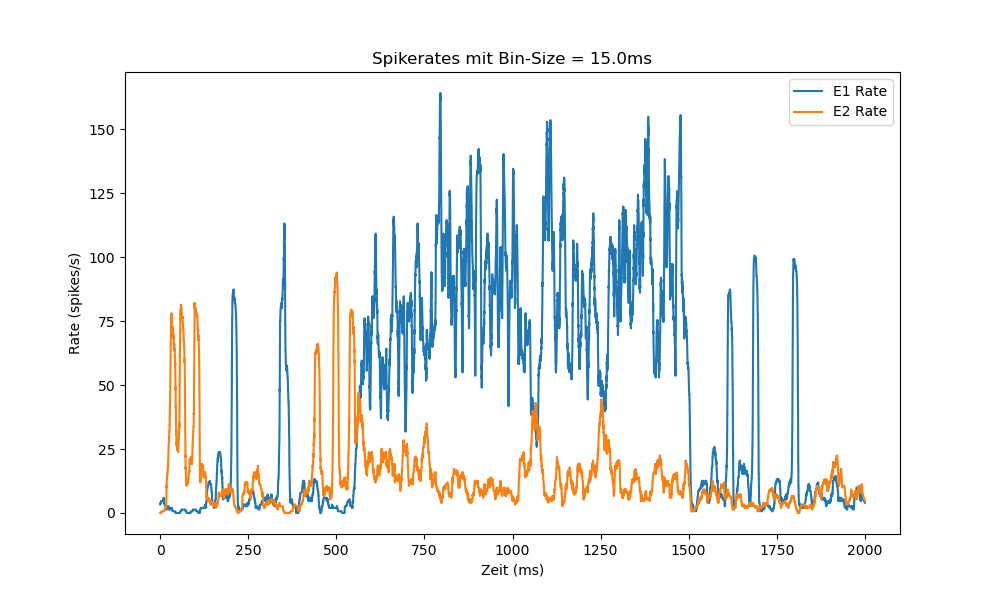 Spikerates mit Bin-Size = 15.0ms
E1 Rate
E2 Rate
Rate (spikes/s)
150
125
100
75
50
25
0
0 250 500 750 1000 1250 1500 1750 2000
Zeit (ms)